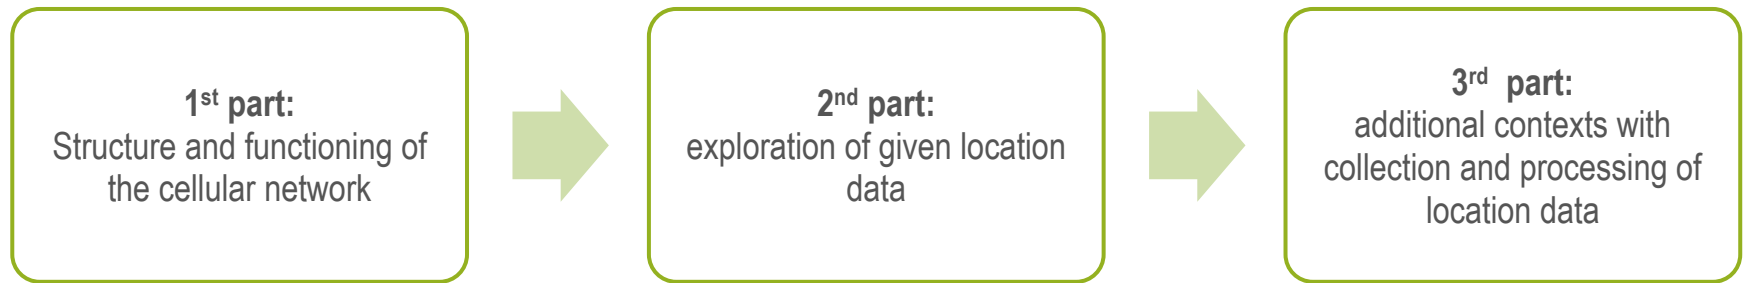 1st part:
Structure and functioning of
the cellular network
2nd part:
exploration of given location
data
3rd part:
additional contexts with
collection and processing of
location data